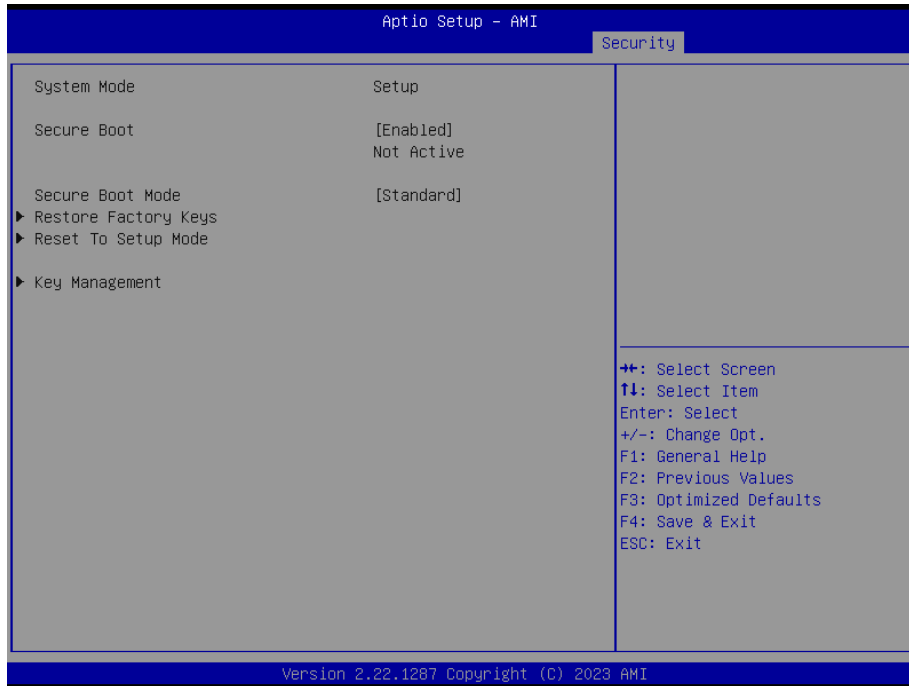 Aptio Setup - AMI
Security
System Mode Setup
Secure Boot [Enabled]
Not Active
Secure Boot Mode [Standard]
▶ Restore Factory Keys
▶ Reset To Setup Mode
▶ Key Management
→←: Select Screen
↑↓: Select Item
Enter: Select
+/-: Change Opt.
F1: General Help
F2: Previous Values
F3: Optimized Defaults
F4: Save & Exit
ESC: Exit
Version 2.22.1287 Copyright (C) 2023 AMI